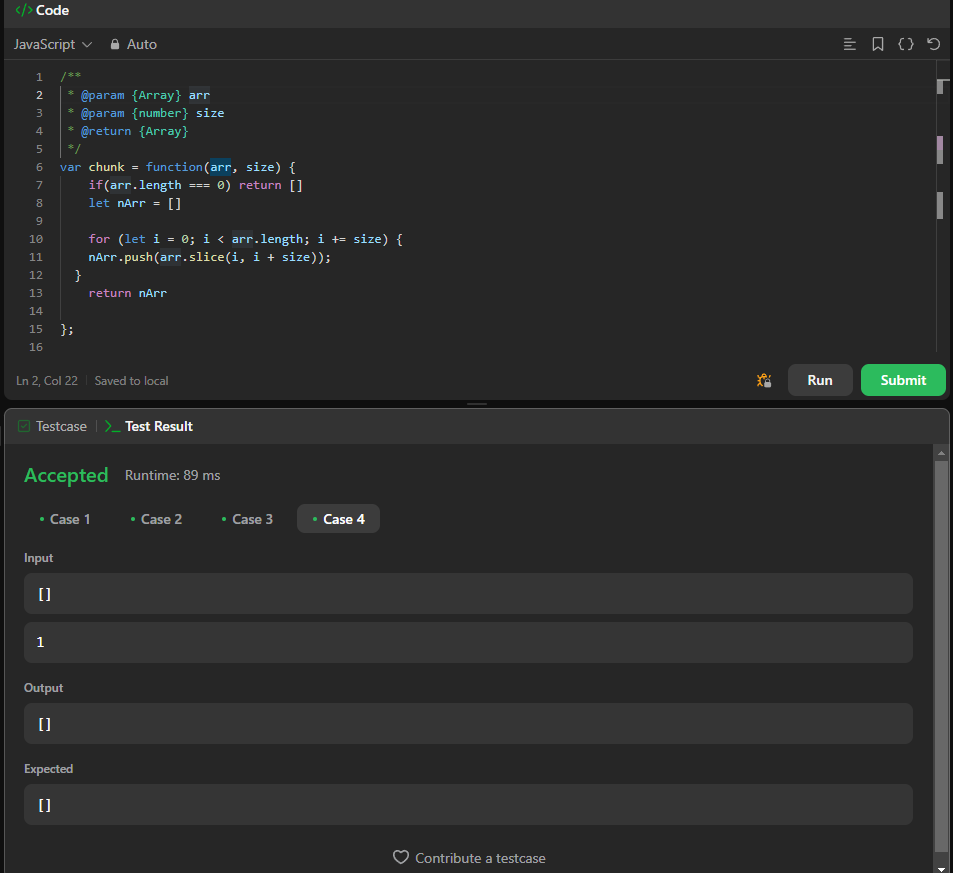 </> Code
JavaScript Auto
1 /**
2  * @param {Array} arr
3  * @param {number} size
4  * @return {Array}
5  */
6 var chunk = function(arr, size) {
7     if(arr.length === 0) return []
8     let nArr = []
9
10     for (let i = 0; i < arr.length; i += size) {
11     nArr.push(arr.slice(i, i + size));
12   }
13     return nArr
14
15 };
16
Ln 2, Col 22 Saved to local Run Submit
Testcase | >_ Test Result
Accepted Runtime: 89 ms
• Case 1 • Case 2 • Case 3 • Case 4
Input
[]
1
Output
[]
Expected
[]
Contribute a testcase